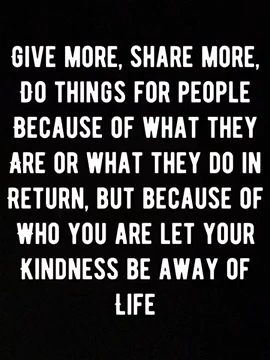 GIVE MORE, SHARE MORE,
DO THINGS FOR PEOPLE
BECAUSE OF WHAT THEY
ARE OR WHAT THEY DO IN
RETURN, BUT BECAUSE OF
WHO YOU ARE LET YOUR
KINDNESS BE AWAY OF
LIFE